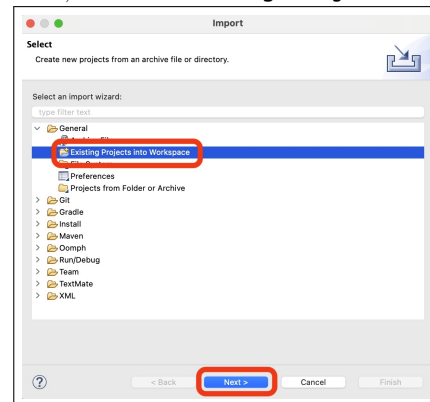 Import
Select
Create new projects from an archive file or directory.
Select an import wizard:
type filter text
General
Existing Projects into Workspace
Preferences
Projects from Folder or Archive
Git
Gradle
Install
Maven
Oomph
Run/Debug
Team
TextMate
XML
?
< Back
Next >
Cancel
Finish